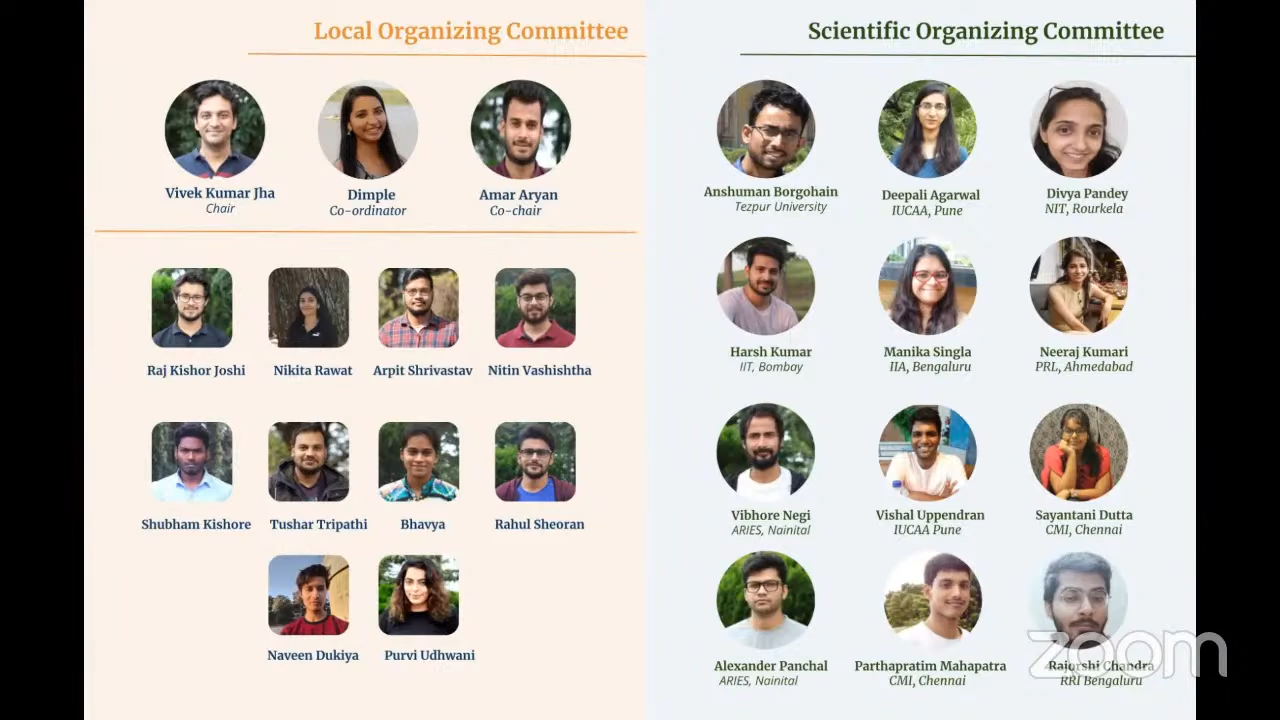 Local Organizing Committee
Vivek Kumar Jha
Chair
Dimple
Co-ordinator
Amar Aryan
Co-chair
Raj Kishor Joshi
Nikita Rawat
Arpit Shrivastav
Nitin Vashishtha
Shubham Kishore
Tushar Tripathi
Bhavya
Rahul Sheoran
Naveen Dukiya
Purvi Udhwani
Scientific Organizing Committee
Anshuman Borgohain
Tezpur University
Deepali Agarwal
IUCAA, Pune
Divya Pandey
NIT, Rourkela
Harsh Kumar
IIT, Bombay
Manika Singla
IIA, Bengaluru
Neeraj Kumari
PRL, Ahmedabad
Vibhore Negi
ARIES, Nainital
Vishal Uppendran
IUCAA Pune
Sayantani Dutta
CMI, Chennai
Alexander Panchal
ARIES, Nainital
Parthapratim Mahapatra
CMI, Chennai
Rajorshi Chandra
RRI Bengaluru
zoom